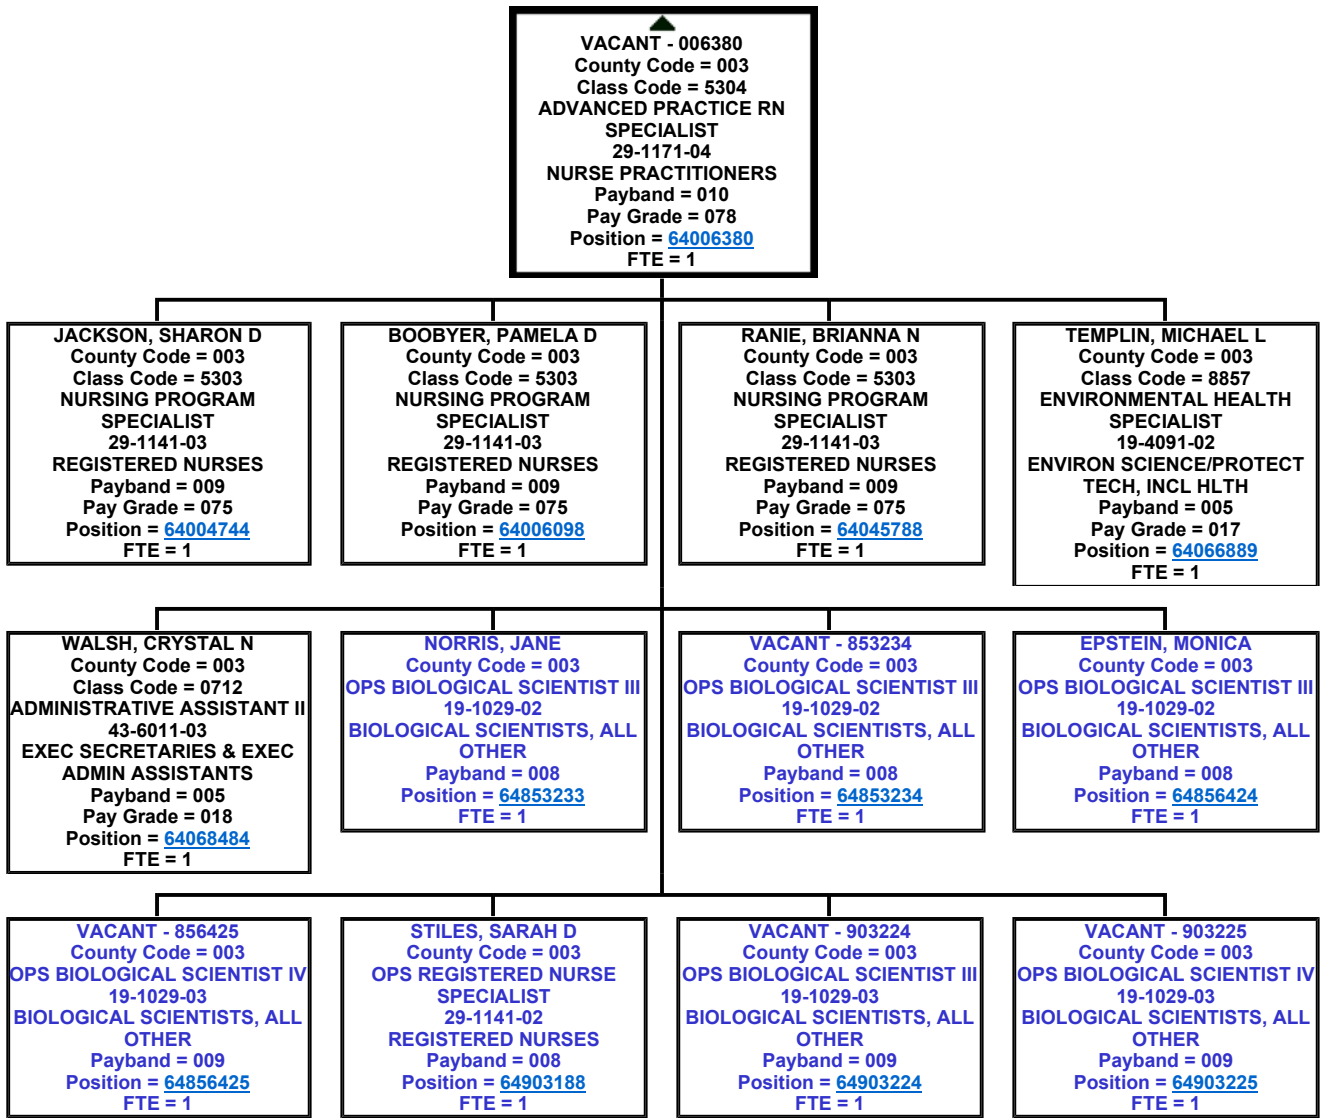 VACANT - 006380
County Code = 003
Class Code = 5304
ADVANCED PRACTICE RN
SPECIALIST
29-1171-04
NURSE PRACTITIONERS
Payband = 010
Pay Grade = 078
Position = 64006380
FTE = 1
JACKSON, SHARON D
County Code = 003
Class Code = 5303
NURSING PROGRAM
SPECIALIST
29-1141-03
REGISTERED NURSES
Payband = 009
Pay Grade = 075
Position = 64004744
FTE = 1
BOOBYER, PAMELA D
County Code = 003
Class Code = 5303
NURSING PROGRAM
SPECIALIST
29-1141-03
REGISTERED NURSES
Payband = 009
Pay Grade = 075
Position = 64006098
FTE = 1
RANIE, BRIANNA N
County Code = 003
Class Code = 5303
NURSING PROGRAM
SPECIALIST
29-1141-03
REGISTERED NURSES
Payband = 009
Pay Grade = 075
Position = 64045788
FTE = 1
TEMPLIN, MICHAEL L
County Code = 003
Class Code = 8857
ENVIRONMENTAL HEALTH
SPECIALIST
19-4091-02
ENVIRON SCIENCE/PROTECT
TECH, INCL HLTH
Payband = 005
Pay Grade = 017
Position = 64066889
FTE = 1
WALSH, CRYSTAL N
County Code = 003
Class Code = 0712
ADMINISTRATIVE ASSISTANT II
43-6011-03
EXEC SECRETARIES & EXEC
ADMIN ASSISTANTS
Payband = 005
Pay Grade = 018
Position = 64068484
FTE = 1
NORRIS, JANE
County Code = 003
OPS BIOLOGICAL SCIENTIST III
19-1029-02
BIOLOGICAL SCIENTISTS, ALL
OTHER
Payband = 008
Position = 64853233
FTE = 1
VACANT - 853234
County Code = 003
OPS BIOLOGICAL SCIENTIST III
19-1029-02
BIOLOGICAL SCIENTISTS, ALL
OTHER
Payband = 008
Position = 64853234
FTE = 1
EPSTEIN, MONICA
County Code = 003
OPS BIOLOGICAL SCIENTIST III
19-1029-02
BIOLOGICAL SCIENTISTS, ALL
OTHER
Payband = 008
Position = 64856424
FTE = 1
VACANT - 856425
County Code = 003
OPS BIOLOGICAL SCIENTIST IV
19-1029-03
BIOLOGICAL SCIENTISTS, ALL
OTHER
Payband = 009
Position = 64856425
FTE = 1
STILES, SARAH D
County Code = 003
OPS REGISTERED NURSE
SPECIALIST
29-1141-02
REGISTERED NURSES
Payband = 008
Position = 64903188
FTE = 1
VACANT - 903224
County Code = 003
OPS BIOLOGICAL SCIENTIST III
19-1029-03
BIOLOGICAL SCIENTISTS, ALL
OTHER
Payband = 009
Position = 64903224
FTE = 1
VACANT - 903225
County Code = 003
OPS BIOLOGICAL SCIENTIST IV
19-1029-03
BIOLOGICAL SCIENTISTS, ALL
OTHER
Payband = 009
Position = 64903225
FTE = 1